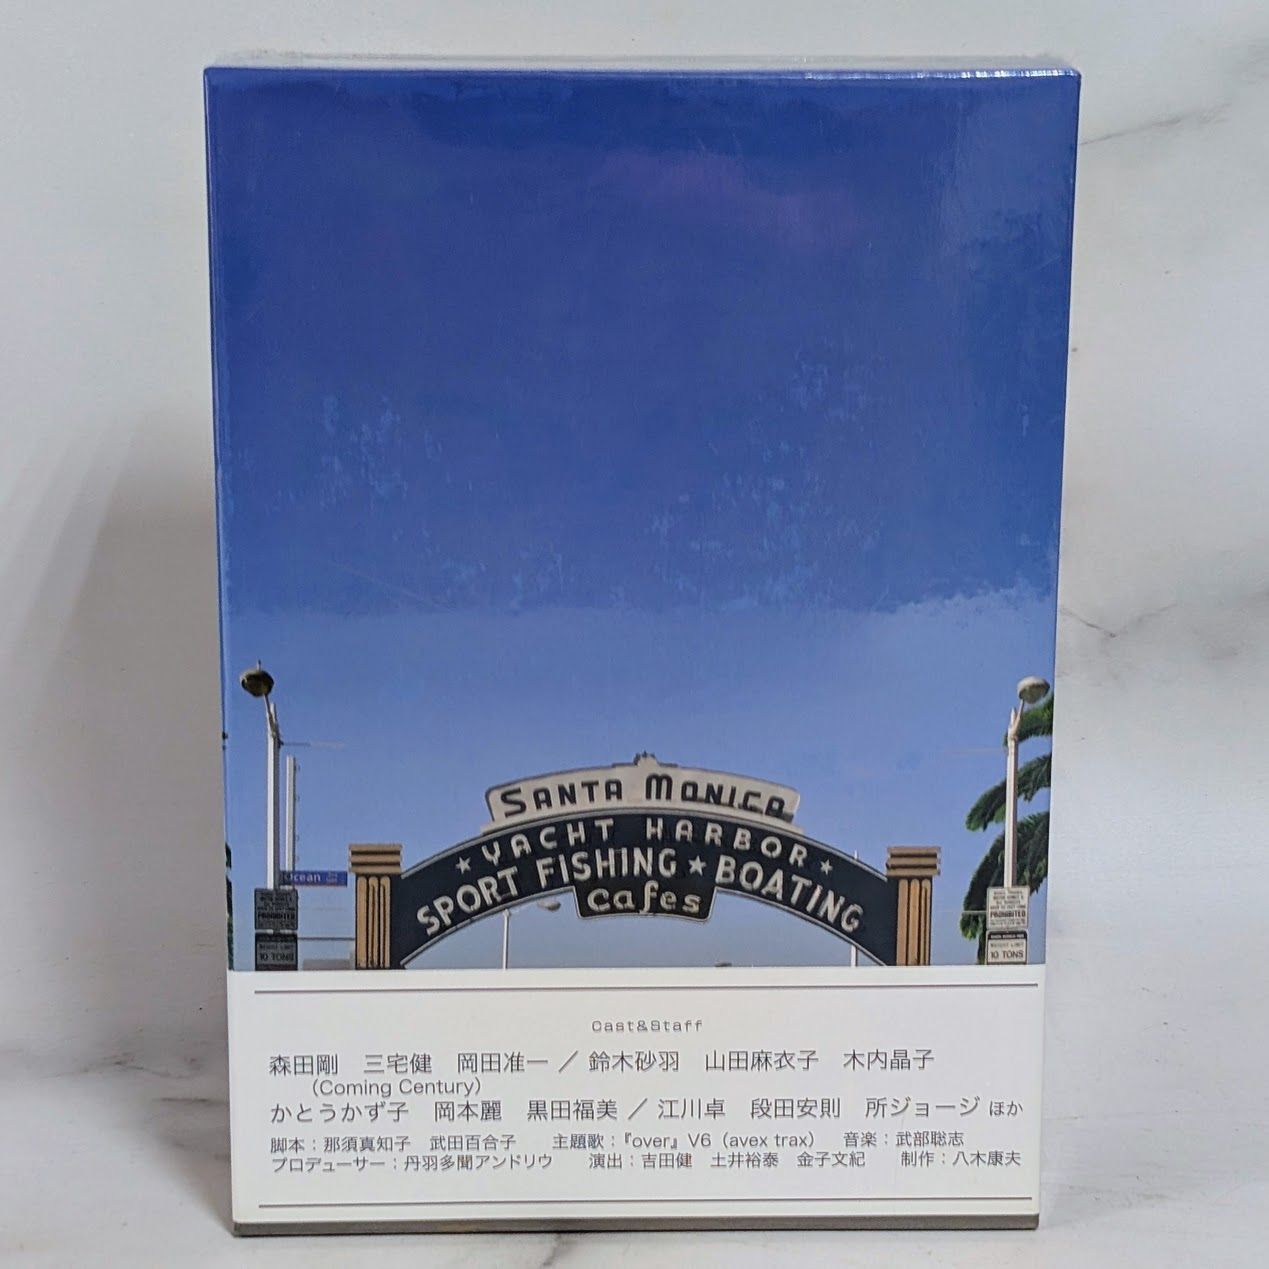 SANTA MONICA
★ YACHT HARBOR ★
SPORT FISHING ★ BOATING
Cafes
Ocean
PROHIBITED
10 TONS
PROHIBITED
WEIGHT LIMIT
10 TONS
Cast&Staff
森田剛　三宅健　岡田准一／鈴木砂羽　山田麻衣子　木内晶子
（Coming Century）
かとうかず子　岡本麗　黒田福美／江川卓　段田安則　所ジョージ ほか
脚本：那須真知子　武田百合子　　主題歌：『over』V6（avex trax）　音楽：武部聡志
プロデューサー：丹羽多聞アンドリウ　　演出：吉田健　土井裕泰　金子文紀　　制作：八木康夫